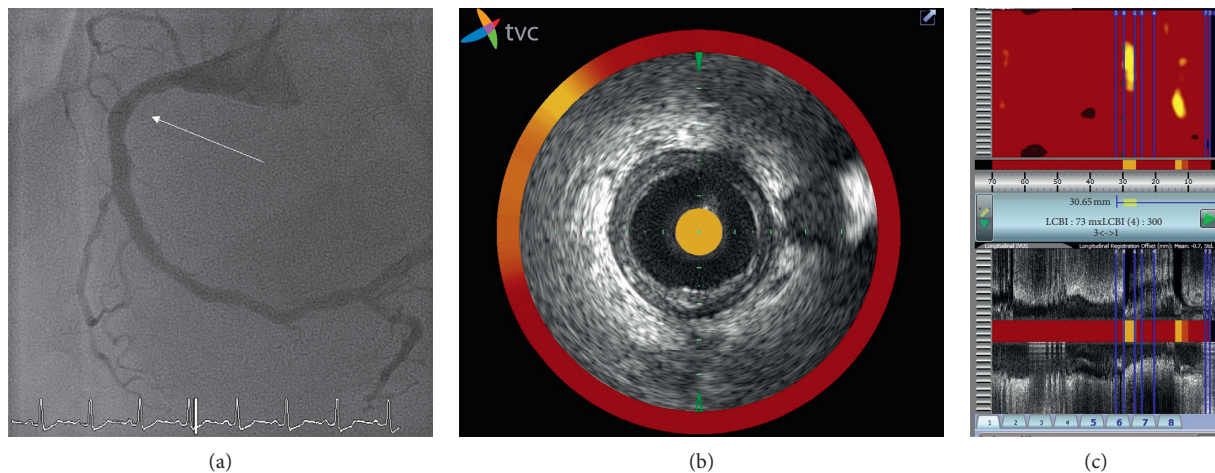 tvc
70 60 50 40 30 20 10
30.65 mm
LCBI : 73 mxLCBI (4) : 300
3<->1
Longitudinal IVUS
Longitudinal Registration Offset (mm): Mean: -0.7, Std.
1 2 3 4 5 6 7 8
(a)
(b)
(c)